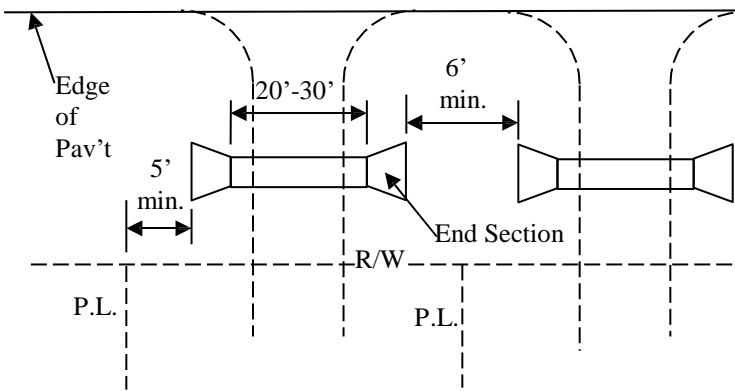 Edge
of
Pav't
20'-30'
6'
min.
5'
min.
End Section
R/W
P.L.
P.L.